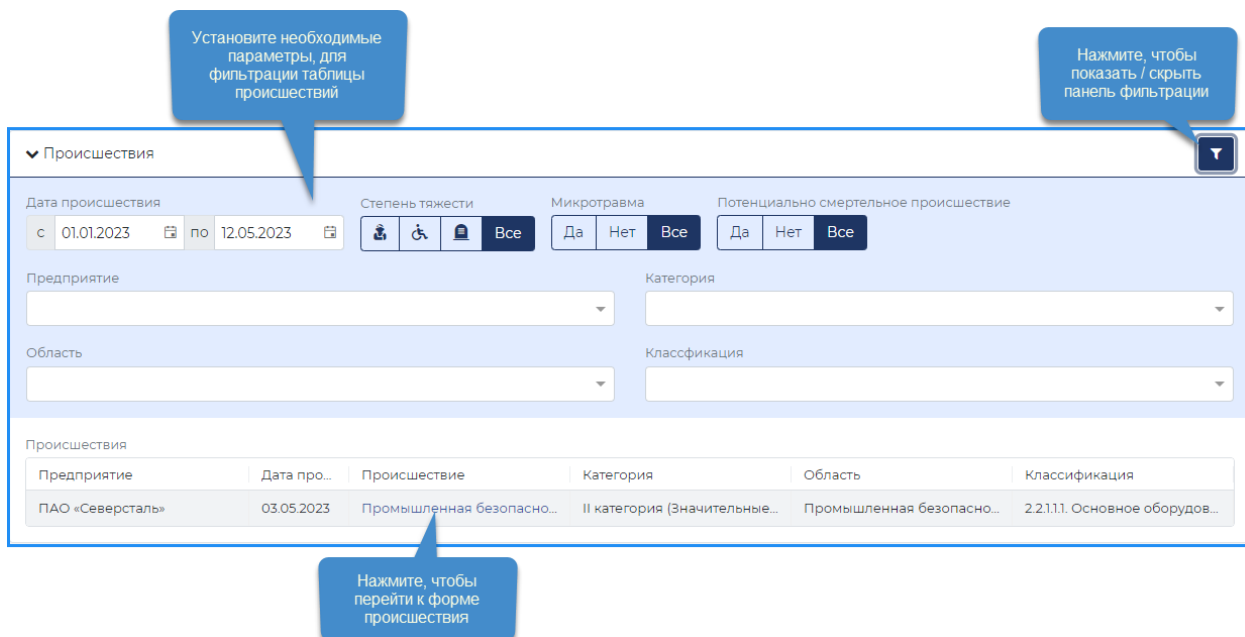 Установите необходимые
параметры, для
фильтрации таблицы
происшествий
Нажмите, чтобы
показать / скрыть
панель фильтрации
Происшествия
Дата происшествия
Степень тяжести
Микротравма
Потенциально смертельное происшествие
с 01.01.2023 по 12.05.2023
Все
Да Нет Все
Да Нет Все
Предприятие
Категория
Область
Классфикация
Происшествия
Предприятие Дата про... Происшествие Категория Область Классификация
ПАО «Северсталь» 03.05.2023 Промышленная безопасно... II категория (Значительные... Промышленная безопасно... 2.2.1.1.1. Основное оборудов...
Нажмите, чтобы
перейти к форме
происшествия